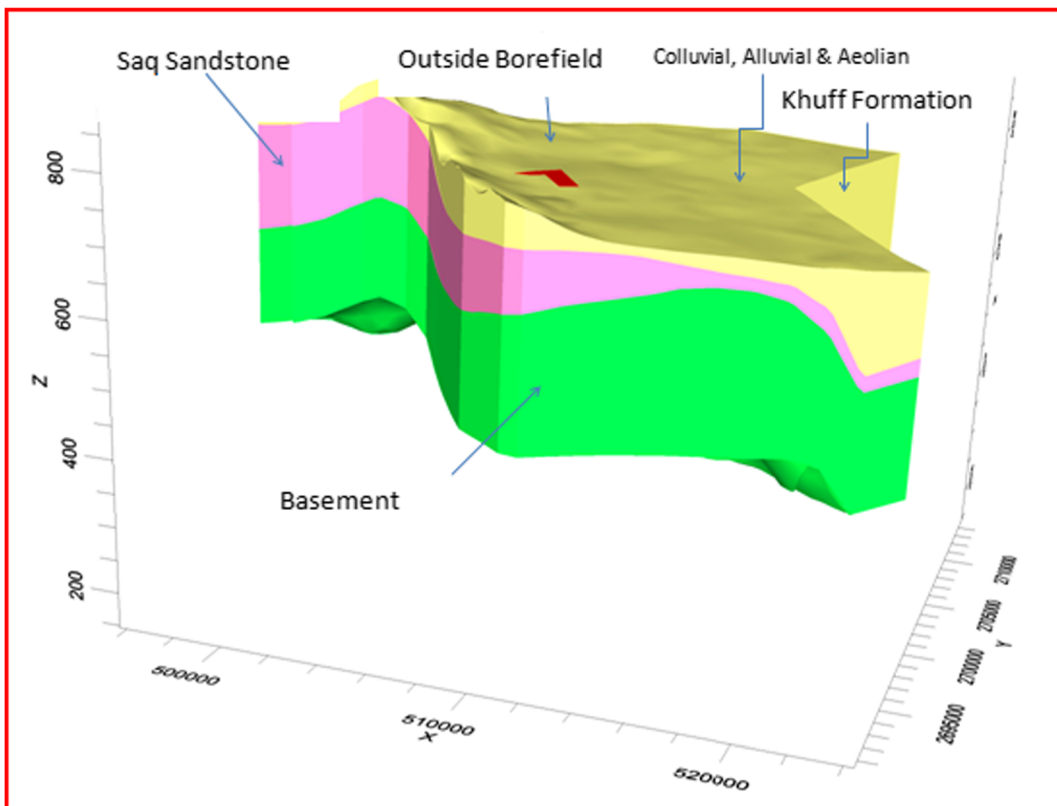 Saq Sandstone
Outside Borefield
Colluvial, Alluvial & Aeolian
Khuff Formation
800
600
Z
400
Basement
200
500000
510000
X
520000
2695000
2700000
2705000
2710000
Y